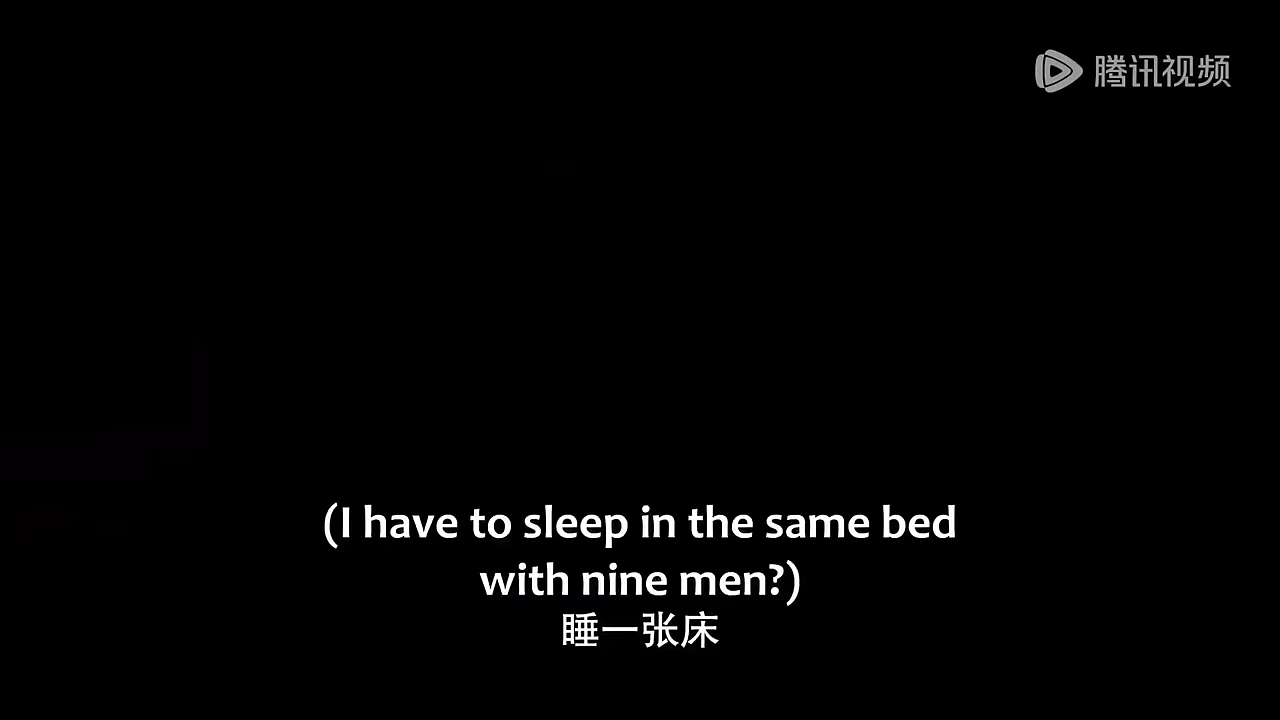 腾讯视频
(I have to sleep in the same bed
with nine men?)
睡一张床